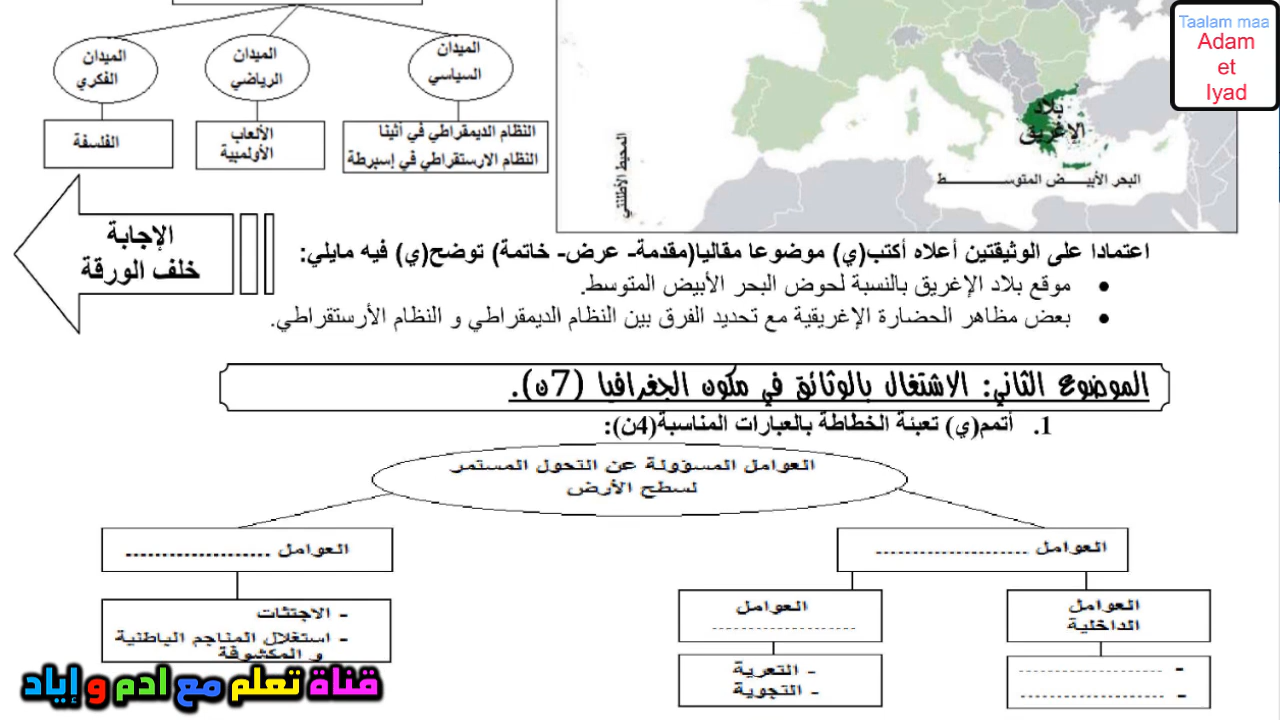 Taalam maa
Adam
et
Iyad
الميدان
السياسي
الميدان
الرياضي
الميدان
الفكري
النظام الديمقراطي في أثينا
النظام الارستقراطي في إسبرطة
الألعاب
الأولمبية
الفلسفة
بلاد
الإغريق
المحيط الأطلنتي
البحر الأبيـــض المتوســـــــــــط
الإجابة
خلف الورقة
اعتمادا على الوثيقتين أعلاه أكتب(ي) موضوعا مقاليا(مقدمة- عرض- خاتمة) توضح(ي) فيه مايلي:
• موقع بلاد الإغريق بالنسبة لحوض البحر الأبيض المتوسط.
• بعض مظاهر الحضارة الإغريقية مع تحديد الفرق بين النظام الديمقراطي و النظام الأرستقراطي.
الموضوع الثاني: الاشتغال بالوثائق في مكون الجغرافيا (7ن).
1. أتمم(ي) تعبئة الخطاطة بالعبارات المناسبة(4ن):
العوامل المسؤولة عن التحول المستمر
لسطح الأرض
العوامل .....................
العوامل ....................
العوامل
الداخلية
العوامل
....................
- الاجتثات
- استغلال المناجم الباطنية
و المكشوفة
- ....................
- ....................
- التعرية
- التجوية
قناة تعلم مع ادم و إياد